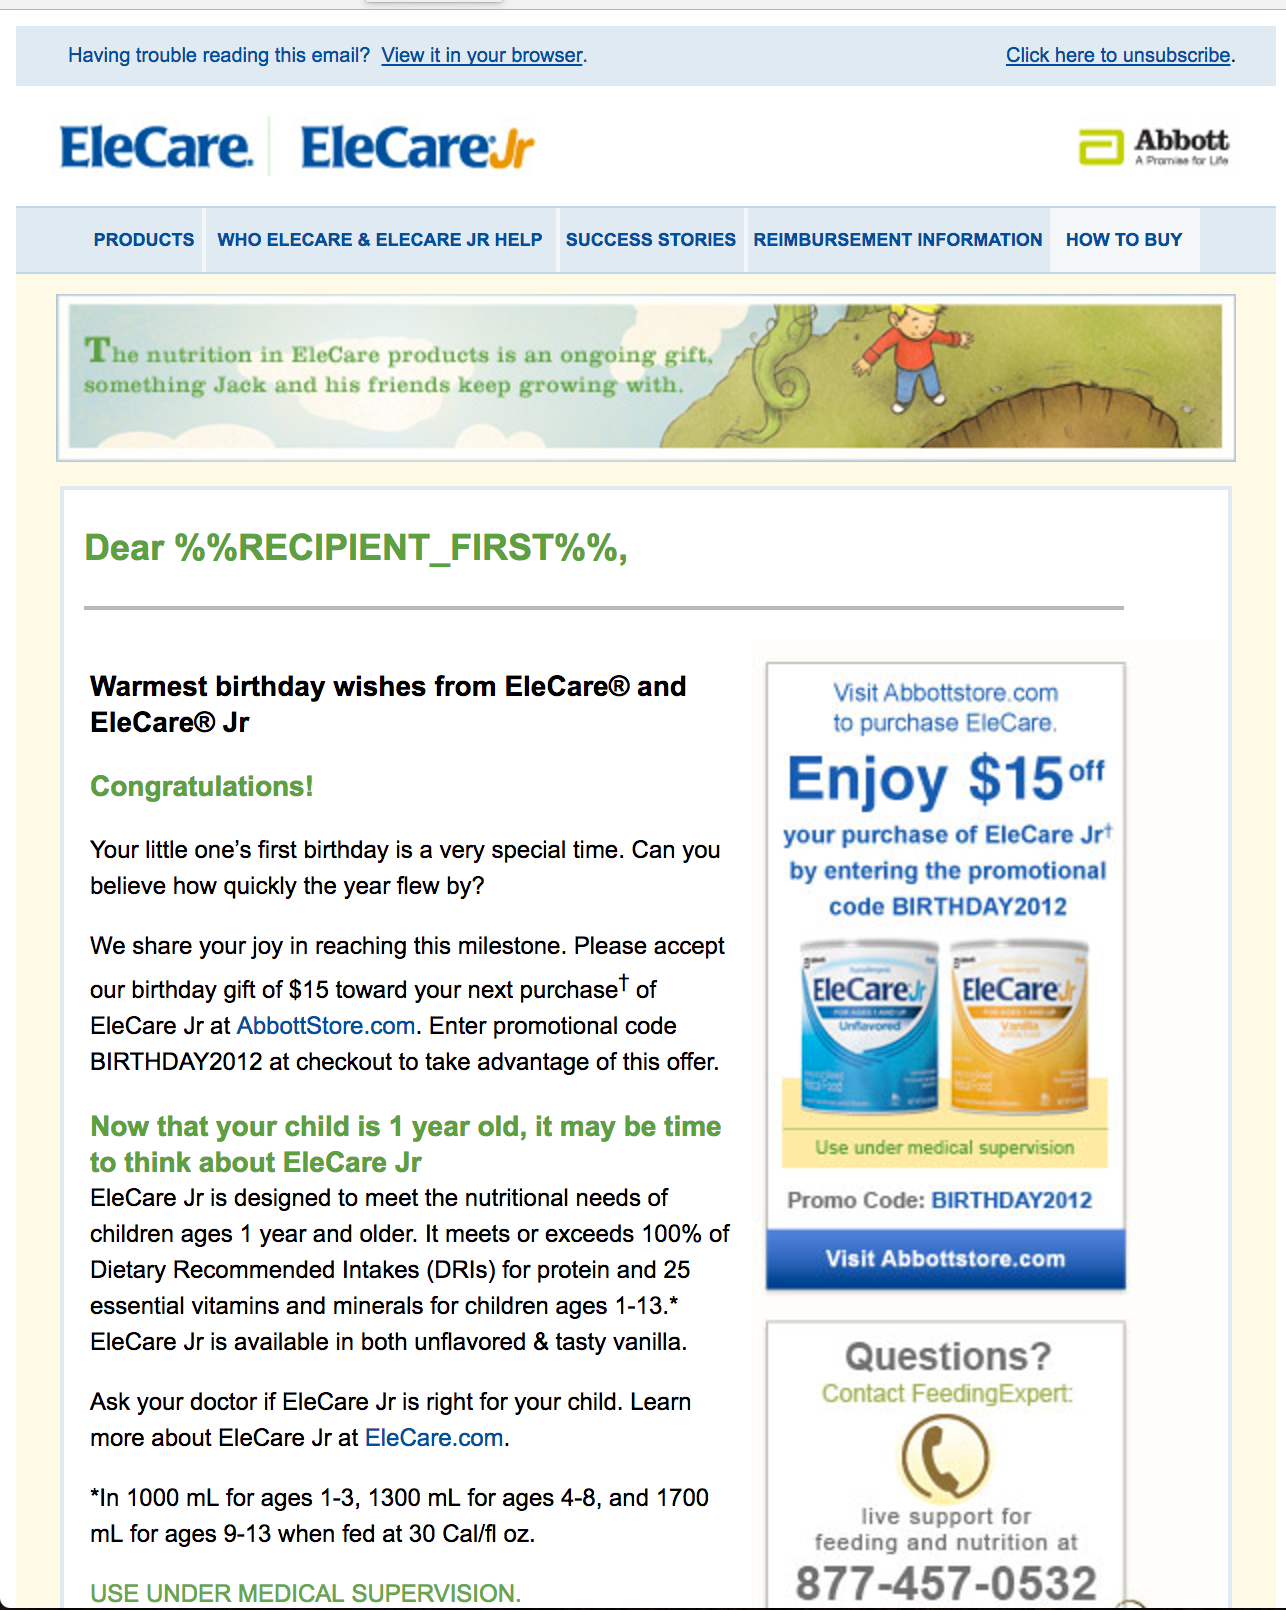 Having trouble reading this email? View it in your browser.
Click here to unsubscribe.
EleCare.
EleCare Jr
Abbott
A Promise for Life
PRODUCTS
WHO ELECARE & ELECARE JR HELP
SUCCESS STORIES
REIMBURSEMENT INFORMATION
HOW TO BUY
The nutrition in EleCare products is an ongoing gift,
something Jack and his friends keep growing with.
Dear %%RECIPIENT_FIRST%%,
Warmest birthday wishes from EleCare® and
EleCare® Jr
Congratulations!
Your little one’s first birthday is a very special time. Can you
believe how quickly the year flew by?
We share your joy in reaching this milestone. Please accept
our birthday gift of $15 toward your next purchase† of
EleCare Jr at AbbottStore.com. Enter promotional code
BIRTHDAY2012 at checkout to take advantage of this offer.
Now that your child is 1 year old, it may be time
to think about EleCare Jr
EleCare Jr is designed to meet the nutritional needs of
children ages 1 year and older. It meets or exceeds 100% of
Dietary Recommended Intakes (DRIs) for protein and 25
essential vitamins and minerals for children ages 1-13.*
EleCare Jr is available in both unflavored & tasty vanilla.
Ask your doctor if EleCare Jr is right for your child. Learn
more about EleCare Jr at EleCare.com.
*In 1000 mL for ages 1-3, 1300 mL for ages 4-8, and 1700
mL for ages 9-13 when fed at 30 Cal/fl oz.
USE UNDER MEDICAL SUPERVISION.
Visit Abbottstore.com
to purchase EleCare.
Enjoy $15 off
your purchase of EleCare Jr†
by entering the promotional
code BIRTHDAY2012
EleCare Jr
FOR AGES 1 AND UP
Unflavored
EleCare Jr
FOR AGES 1 AND UP
Vanilla
Use under medical supervision
Promo Code: BIRTHDAY2012
Visit Abbottstore.com
Questions?
Contact FeedingExpert:
live support for
feeding and nutrition at
877-457-0532